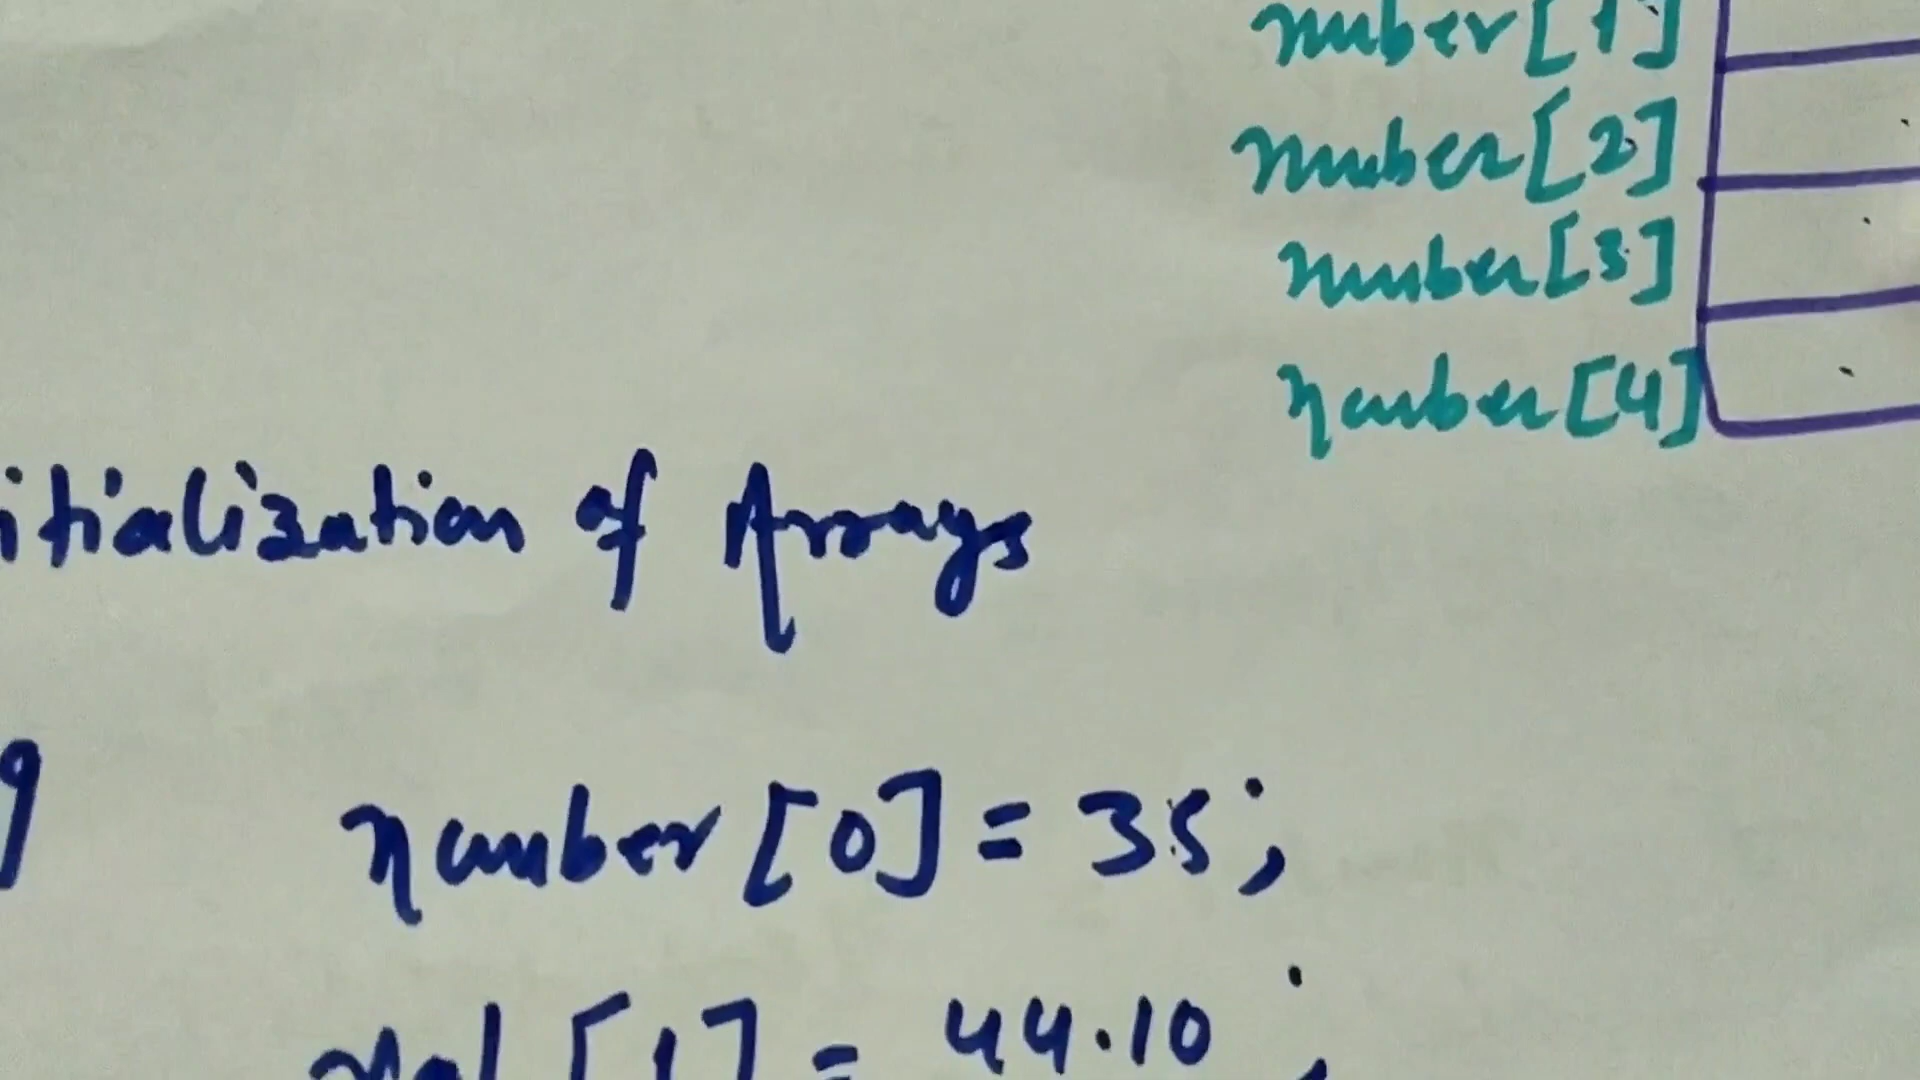 number[1]
number[2]
number[3]
number[4]
itialization of Arrays
number[0] = 35;
[1] = 44.10;